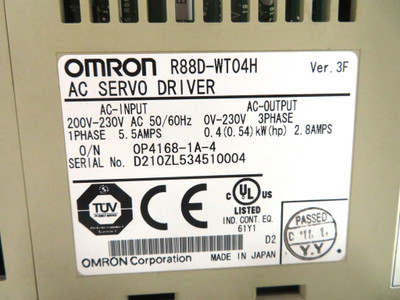 OMRON R88D-WT04H Ver.3F
AC SERVO DRIVER
AC-INPUT AC-OUTPUT
200V-230V AC 50/60Hz 0V-230V 3PHASE
1PHASE 5.5AMPS 0.4(0.54)kW(hp) 2.8AMPS
O/N OP4168-1A-4
SERIAL No. D210ZL534510004
TÜV
CE
C UL US
LISTED
IND. CONT. EQ.
61Y1
D2
PASSED
Y.Y
OMRON Corporation MADE IN JAPAN